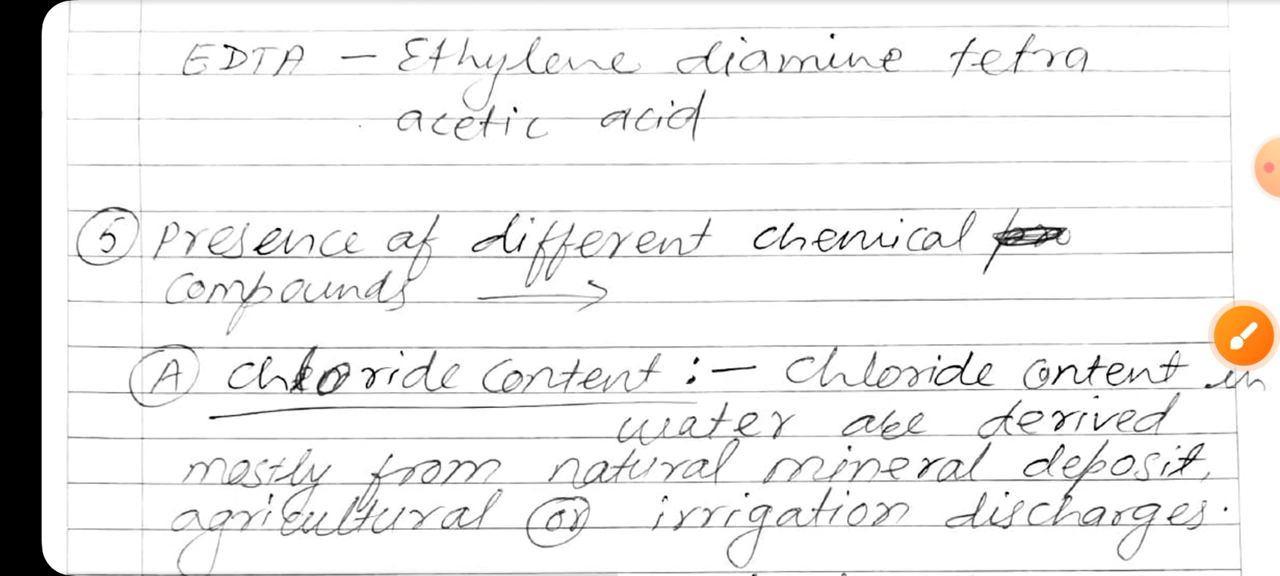 EDTA – Ethylene diamine tetra
acetic acid
⑤ Presence of different chemical
compounds →
Ⓐ Chloride content :– Chloride content in
water are derived
mostly from natural mineral deposit,
agricultural (or) irrigation discharges.